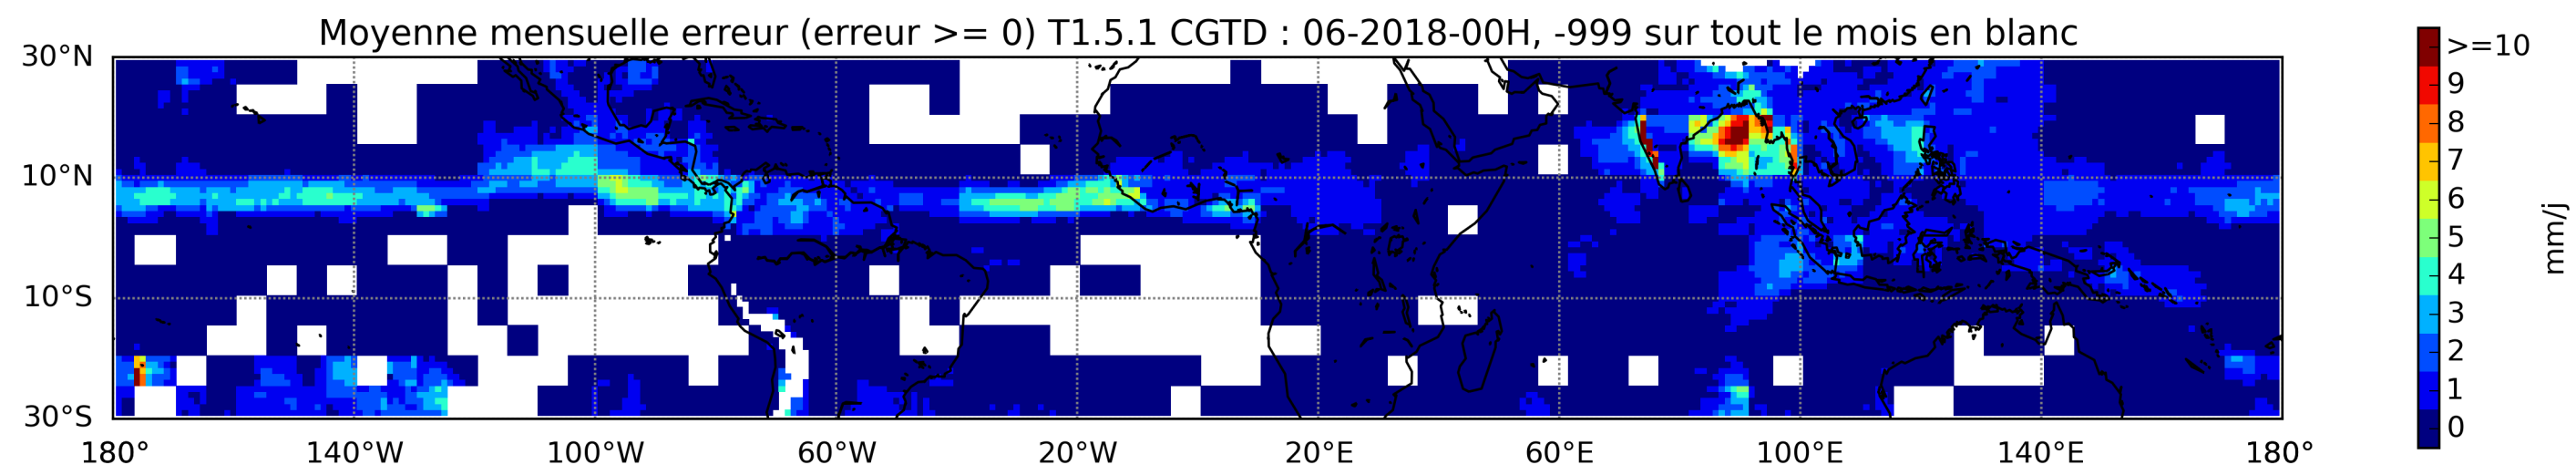 Moyenne mensuelle erreur (erreur >= 0) T1.5.1 CGTD : 06-2018-00H, -999 sur tout le mois en blanc
30°N
10°N
10°S
30°S
180° 140°W 100°W 60°W 20°W 20°E 60°E 100°E 140°E 180°
>=10
9
8
7
6
5
4
3
2
1
0
mm/j